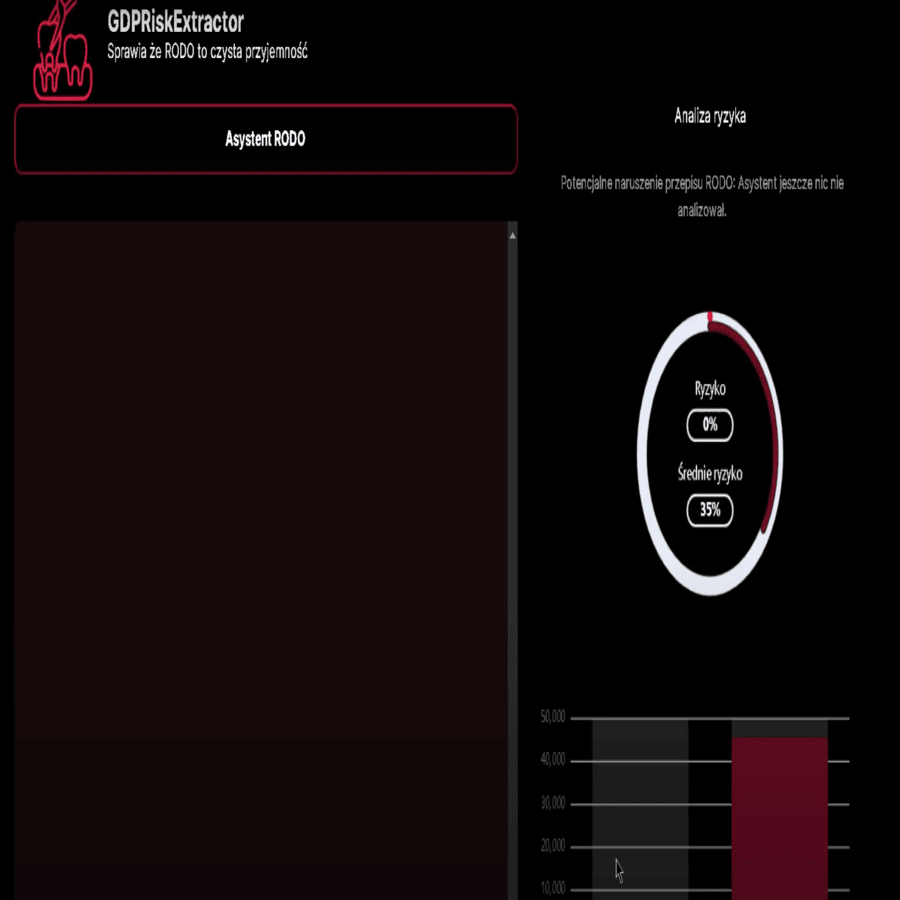 GDPRiskExtractor
Sprawia że RODO to czysta przyjemność
Asystent RODO
Analiza ryzyka
Potencjalne naruszenie przepisu RODO: Asystent jeszcze nic nie
analizował.
Ryzyko
0%
Średnie ryzyko
35%
50,000
40,000
30,000
20,000
10,000